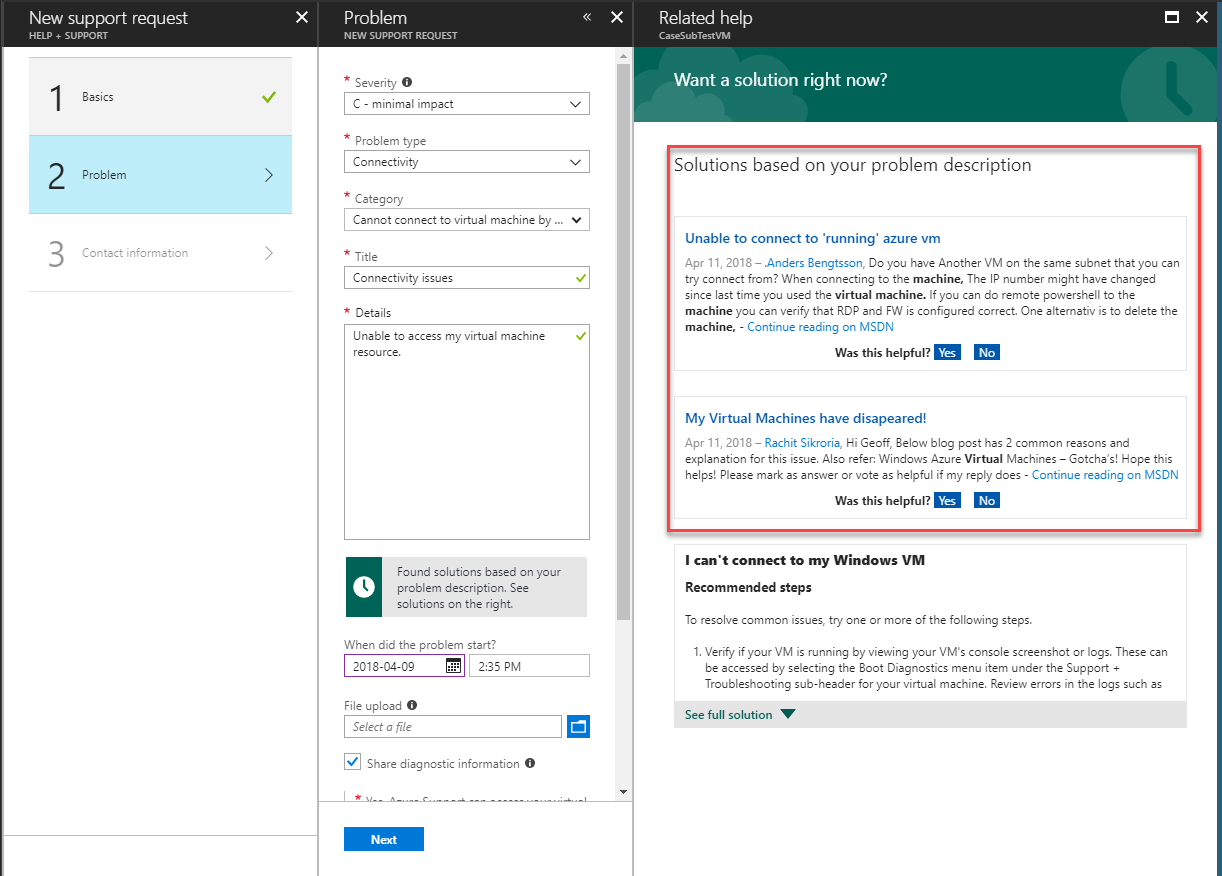 New support request
HELP + SUPPORT
1 Basics
2 Problem
3 Contact information
Problem
NEW SUPPORT REQUEST
* Severity
C - minimal impact
* Problem type
Connectivity
* Category
Cannot connect to virtual machine by ...
* Title
Connectivity issues
* Details
Unable to access my virtual machine
resource.
Found solutions based on your
problem description. See
solutions on the right.
When did the problem start?
2018-04-09 2:35 PM
File upload
Select a file
Share diagnostic information
* Yes, Azure Support can access your virtual
Next
Related help
CaseSubTestVM
Want a solution right now?
Solutions based on your problem description
Unable to connect to 'running' azure vm
Apr 11, 2018 – .Anders Bengtsson, Do you have Another VM on the same subnet that you can
try connect from? When connecting to the machine, The IP number might have changed
since last time you used the virtual machine. If you can do remote powershell to the
machine you can verify that RDP and FW is configured correct. One alternativ is to delete the
machine, - Continue reading on MSDN
Was this helpful? Yes No
My Virtual Machines have disapeared!
Apr 11, 2018 – Rachit Sikroria, Hi Geoff, Below blog post has 2 common reasons and
explanation for this issue. Also refer: Windows Azure Virtual Machines – Gotcha's! Hope this
helps! Please mark as answer or vote as helpful if my reply does - Continue reading on MSDN
Was this helpful? Yes No
I can't connect to my Windows VM
Recommended steps
To resolve common issues, try one or more of the following steps.
1. Verify if your VM is running by viewing your VM's console screenshot or logs. These can
be accessed by selecting the Boot Diagnostics menu item under the Support +
Troubleshooting sub-header for your virtual machine. Review errors in the logs such as
See full solution